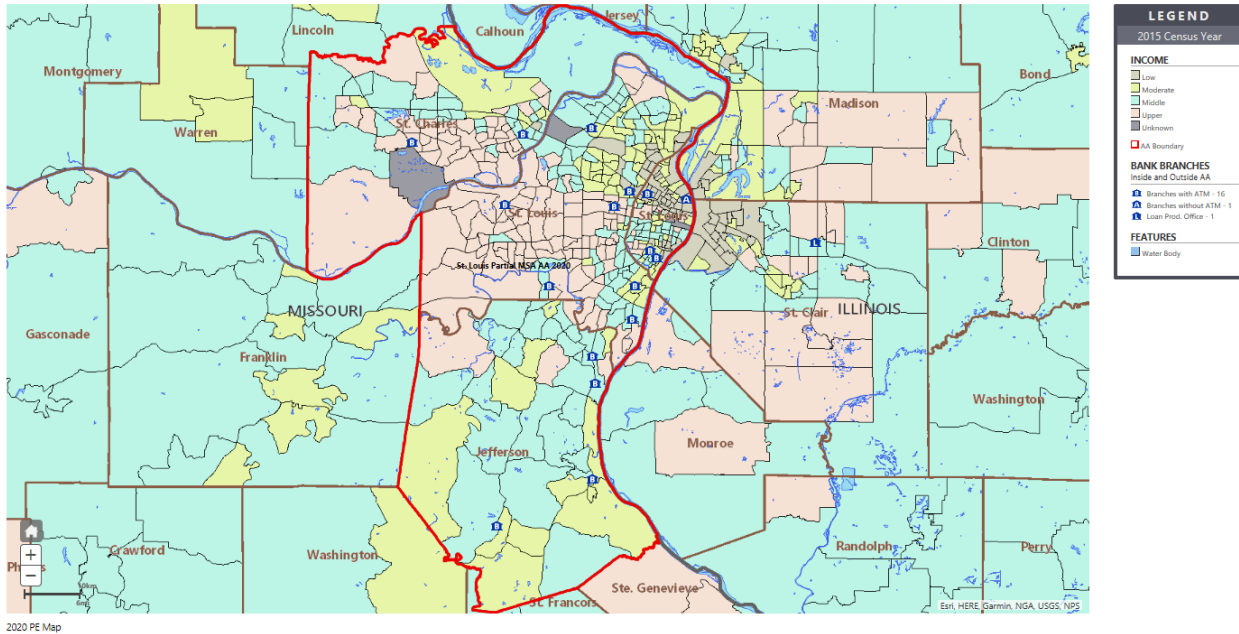 Lincoln
Calhoun
Jersey
Montgomery
Bond
Madison
Warren
St. Charles
St. Louis
St. Louis
Clinton
St. Louis Partial MSA AA 2020
MISSOURI
St. Clair
ILLINOIS
Gasconade
Franklin
Washington
Monroe
Jefferson
Crawford
Washington
Randolph
Perry
Ste. Genevieve
St. Francors
+
−
10km
6mi
Esri, HERE, Garmin, NGA, USGS, NPS
2020 PE Map
LEGEND
2015 Census Year
INCOME
Low
Moderate
Middle
Upper
Unknown
AA Boundary
BANK BRANCHES
Inside and Outside AA
B Branches with ATM - 16
A Branches without ATM - 1
L Loan Prod. Office - 1
FEATURES
Water Body